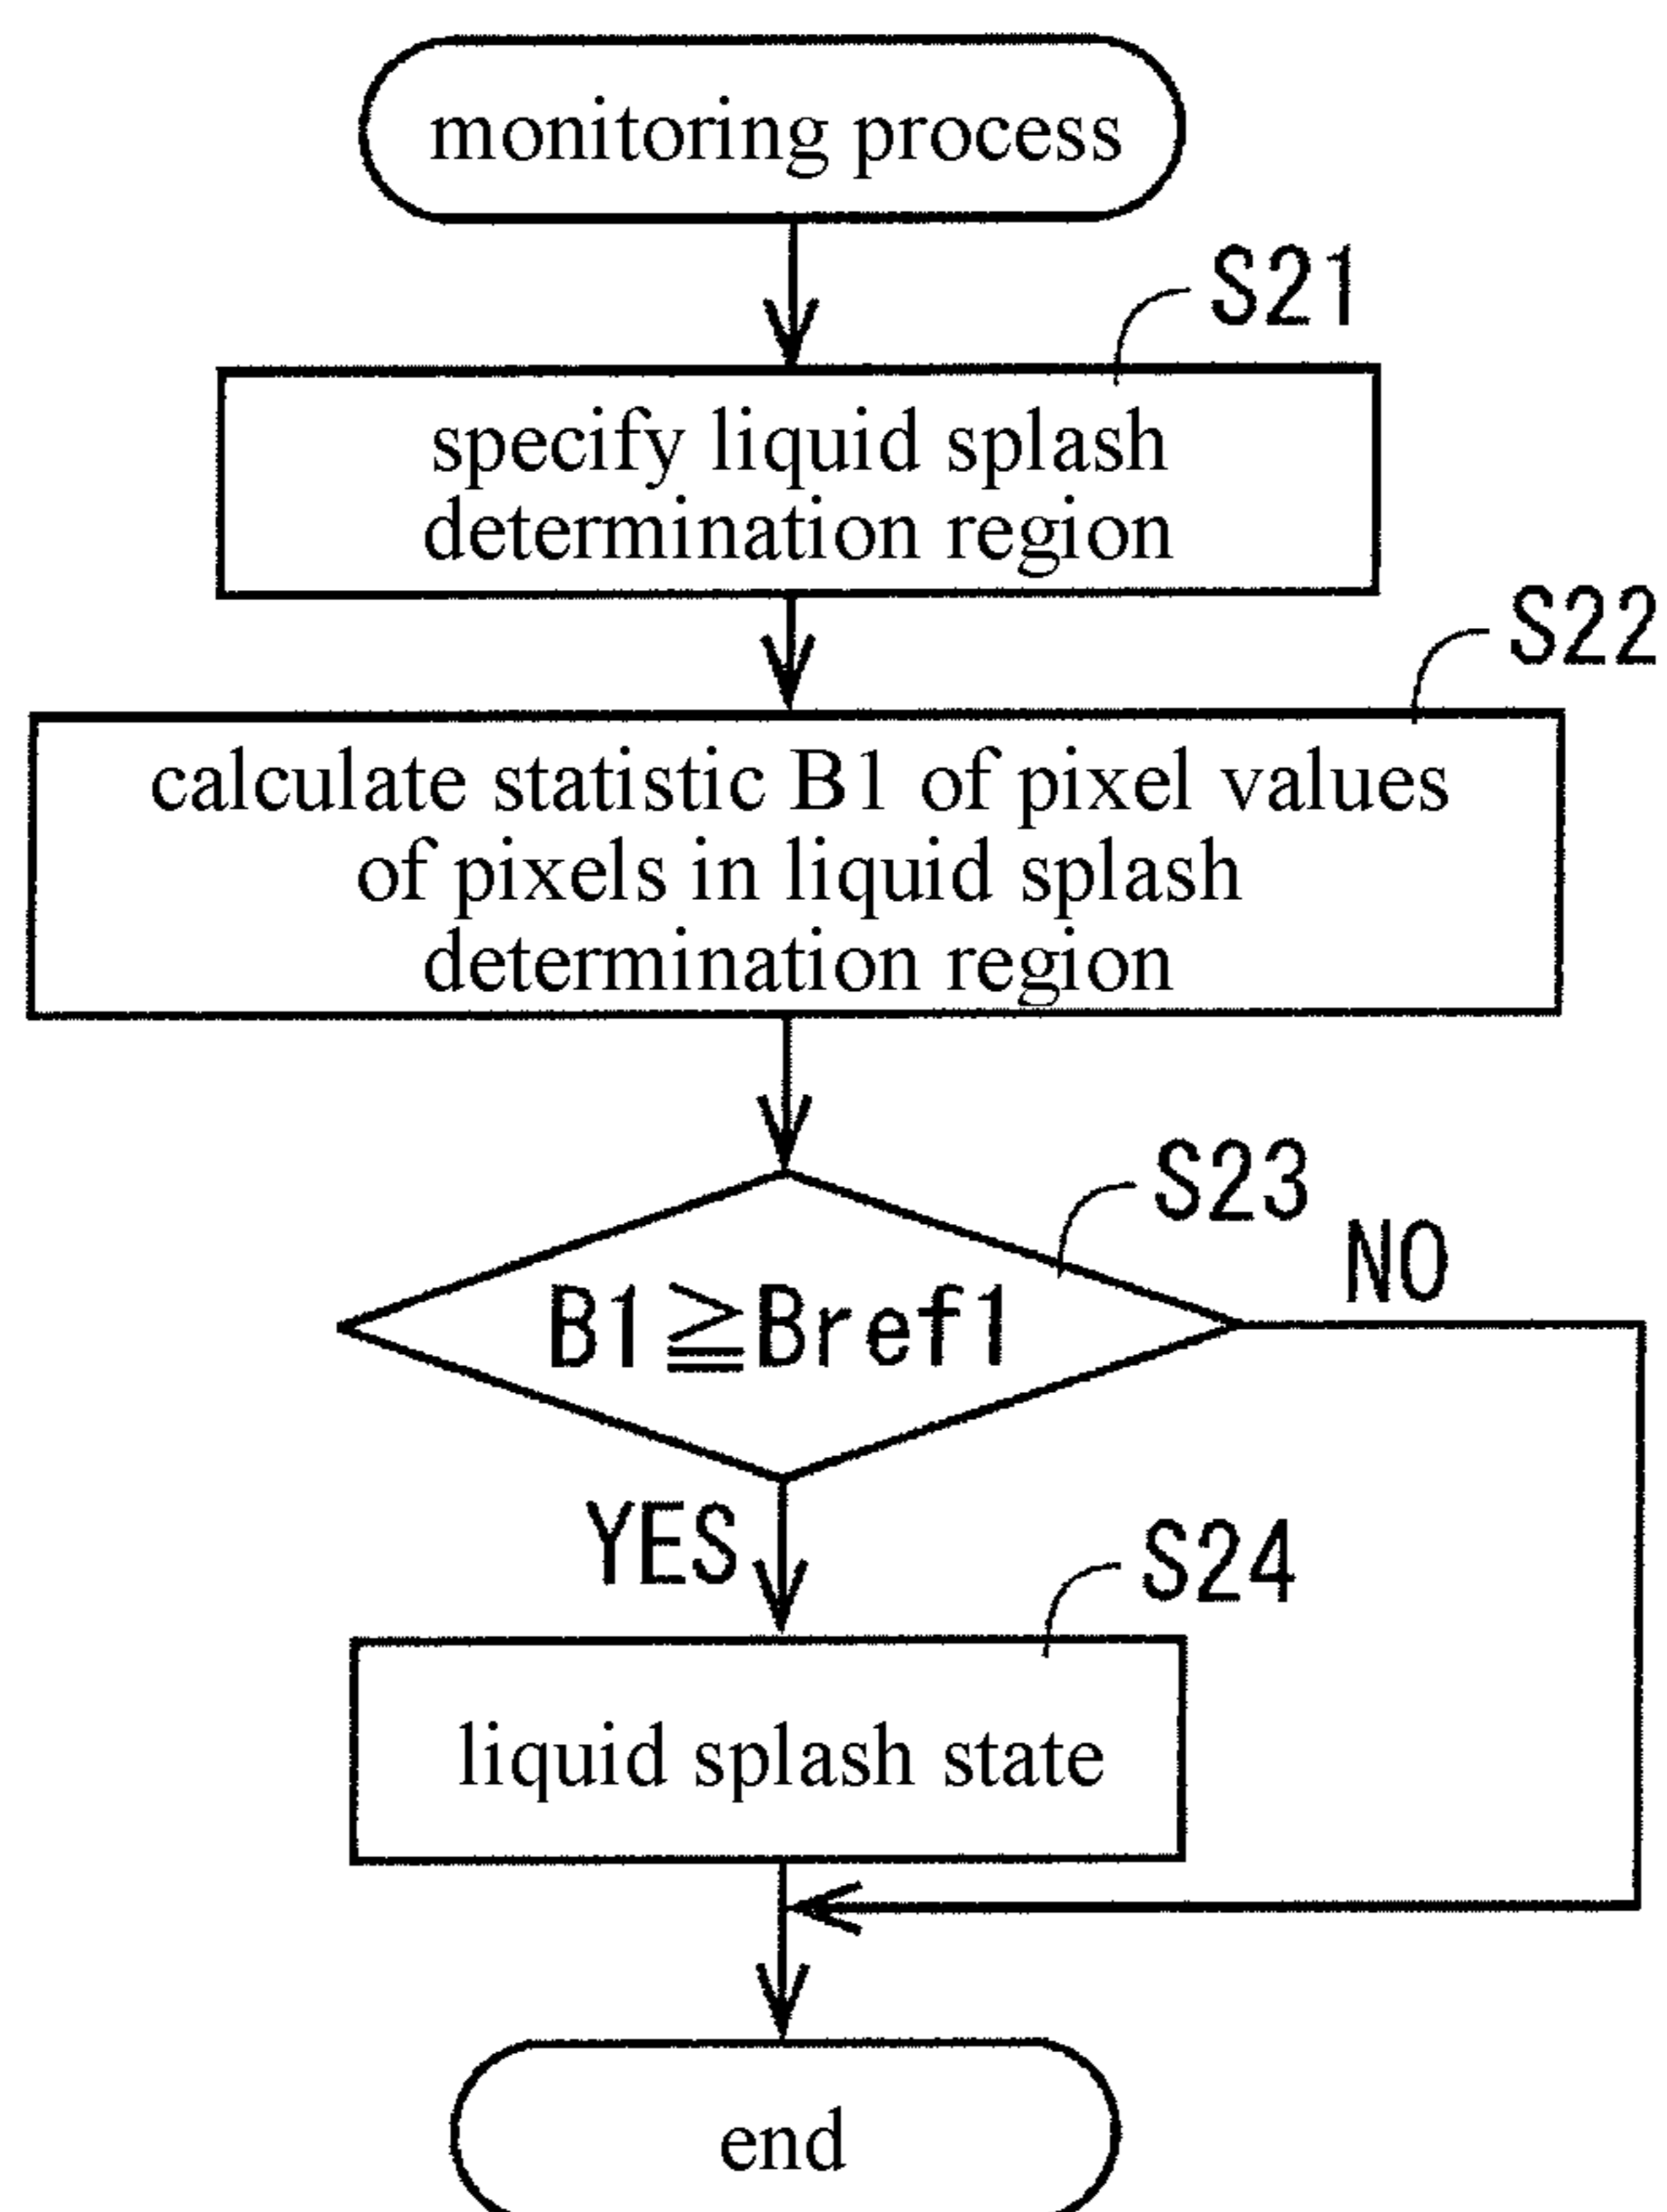 monitoring process
S21
specify liquid splash
determination region
S22
calculate statistic B1 of pixel values
of pixels in liquid splash
determination region
S23
NO
B1≧Bref1
YES
S24
liquid splash state
end